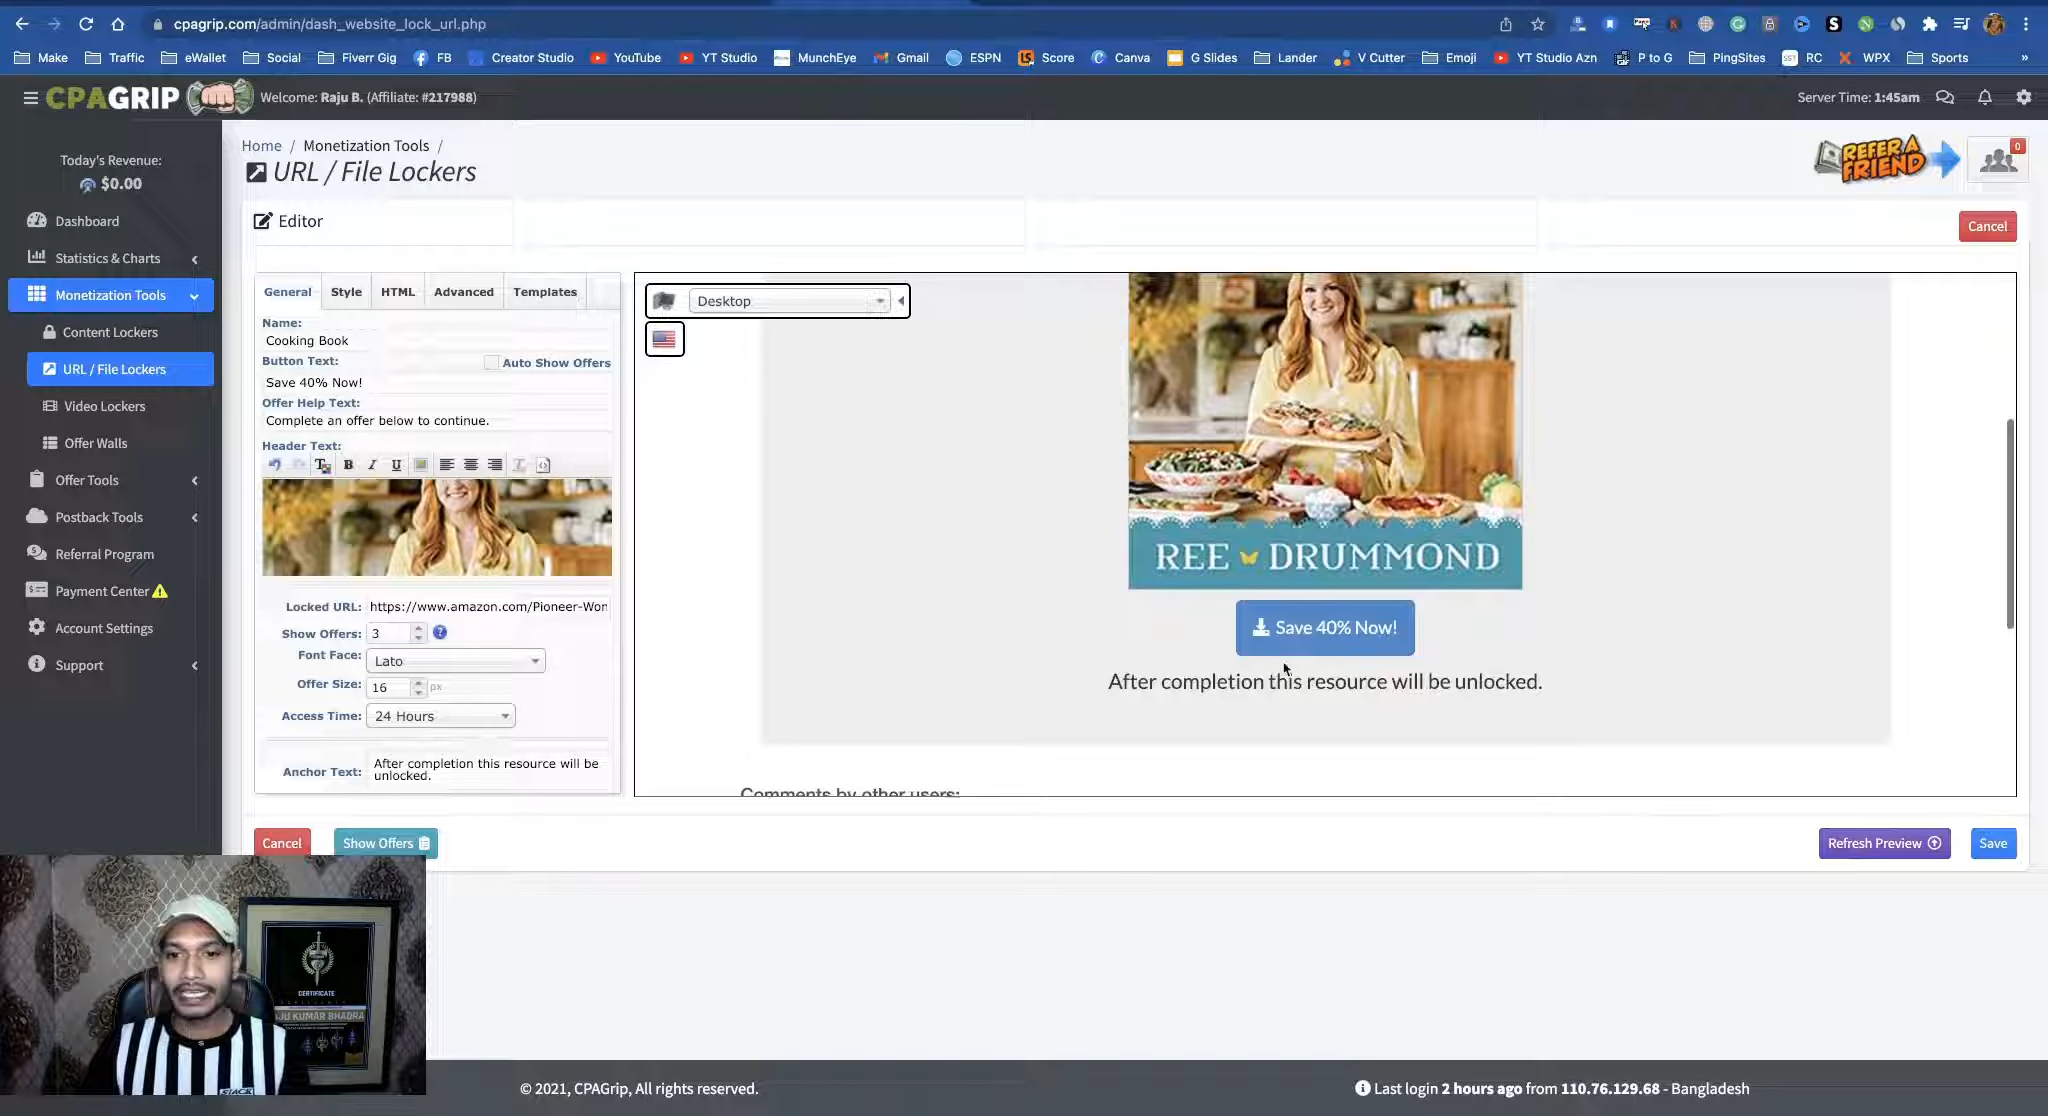 cpagrip.com/admin/dash_website_lock_url.php
Make Traffic eWallet Social Fiverr Gig FB Creator Studio YouTube YT Studio MunchEye Gmail ESPN Score Canva G Slides Lander V Cutter Emoji YT Studio Azn P to G PingSites RC WPX Sports »
CPAGRIP Welcome: Raju B. (Affiliate: #217988) Server Time: 1:45am
Today's Revenue:
$0.00
Dashboard
Statistics & Charts
Monetization Tools
Content Lockers
URL / File Lockers
Video Lockers
Offer Walls
Offer Tools
Postback Tools
Referral Program
Payment Center
Account Settings
Support
Home / Monetization Tools /
URL / File Lockers
REFER A FRIEND
0
Editor
Cancel
General Style HTML Advanced Templates
Name:
Cooking Book
Button Text:
Auto Show Offers
Save 40% Now!
Offer Help Text:
Complete an offer below to continue.
Header Text:
B I U
Locked URL: https://www.amazon.com/Pioneer-Wor
Show Offers: 3
Font Face: Lato
Offer Size: 16 px
Access Time: 24 Hours
Anchor Text: After completion this resource will be
unlocked.
Desktop
REE DRUMMOND
Save 40% Now!
After completion this resource will be unlocked.
Comments by other users:
Cancel Show Offers Refresh Preview Save
CERTIFICATE
JU KUMAR BHADRA
© 2021, CPAGrip, All rights reserved. Last login 2 hours ago from 110.76.129.68 - Bangladesh